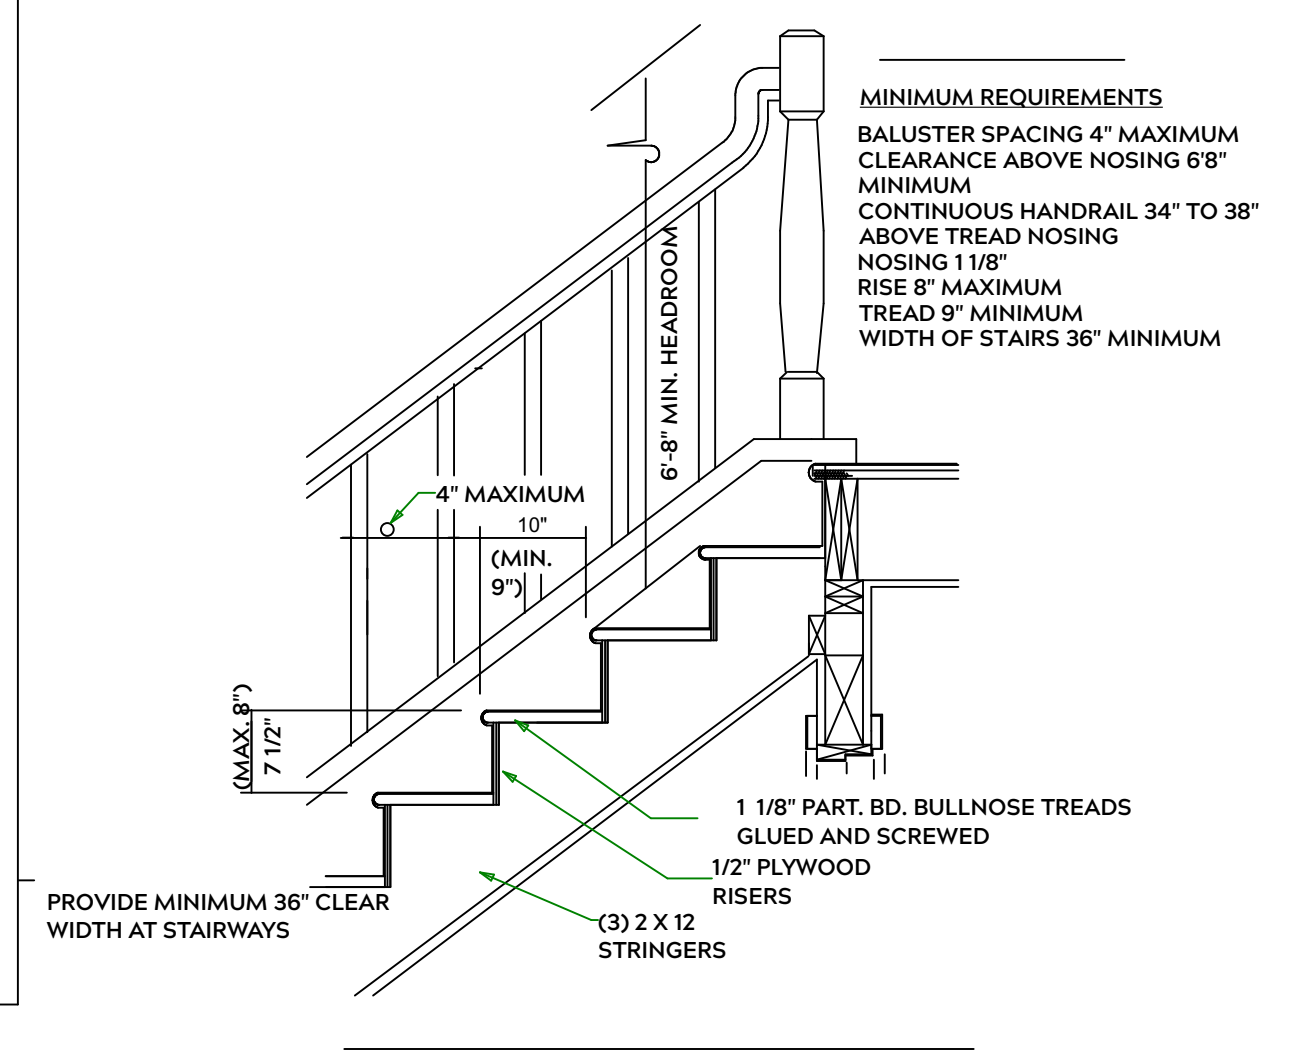 MINIMUM REQUIREMENTS
BALUSTER SPACING 4" MAXIMUM
CLEARANCE ABOVE NOSING 6'8"
MINIMUM
CONTINUOUS HANDRAIL 34" TO 38"
ABOVE TREAD NOSING
NOSING 1 1/8"
RISE 8" MAXIMUM
TREAD 9" MINIMUM
WIDTH OF STAIRS 36" MINIMUM
6'-8" MIN. HEADROOM
4" MAXIMUM
10"
(MIN.
9")
(MAX. 8")
7 1/2"
1 1/8" PART. BD. BULLNOSE TREADS
GLUED AND SCREWED
1/2" PLYWOOD
RISERS
PROVIDE MINIMUM 36" CLEAR
WIDTH AT STAIRWAYS
(3) 2 X 12
STRINGERS